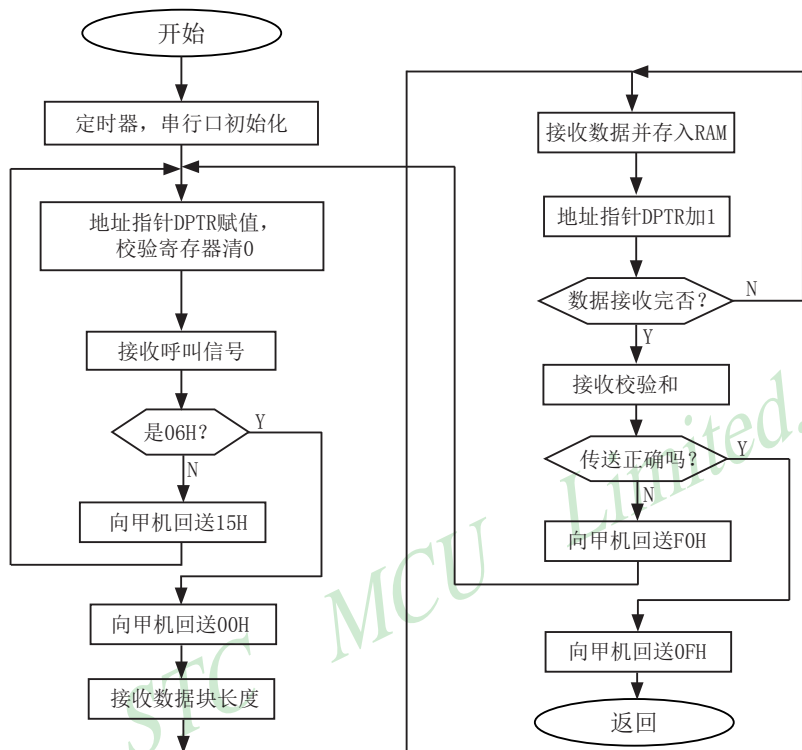 开始
定时器，串行口初始化
地址指针DPTR赋值，
校验寄存器清0
接收呼叫信号
是06H？
Y
N
向甲机回送15H
向甲机回送00H
接收数据块长度
接收数据并存入RAM
地址指针DPTR加1
数据接收完否？
N
Y
接收校验和
传送正确吗？
Y
N
向甲机回送F0H
向甲机回送0FH
返回
STC MCU Limited.